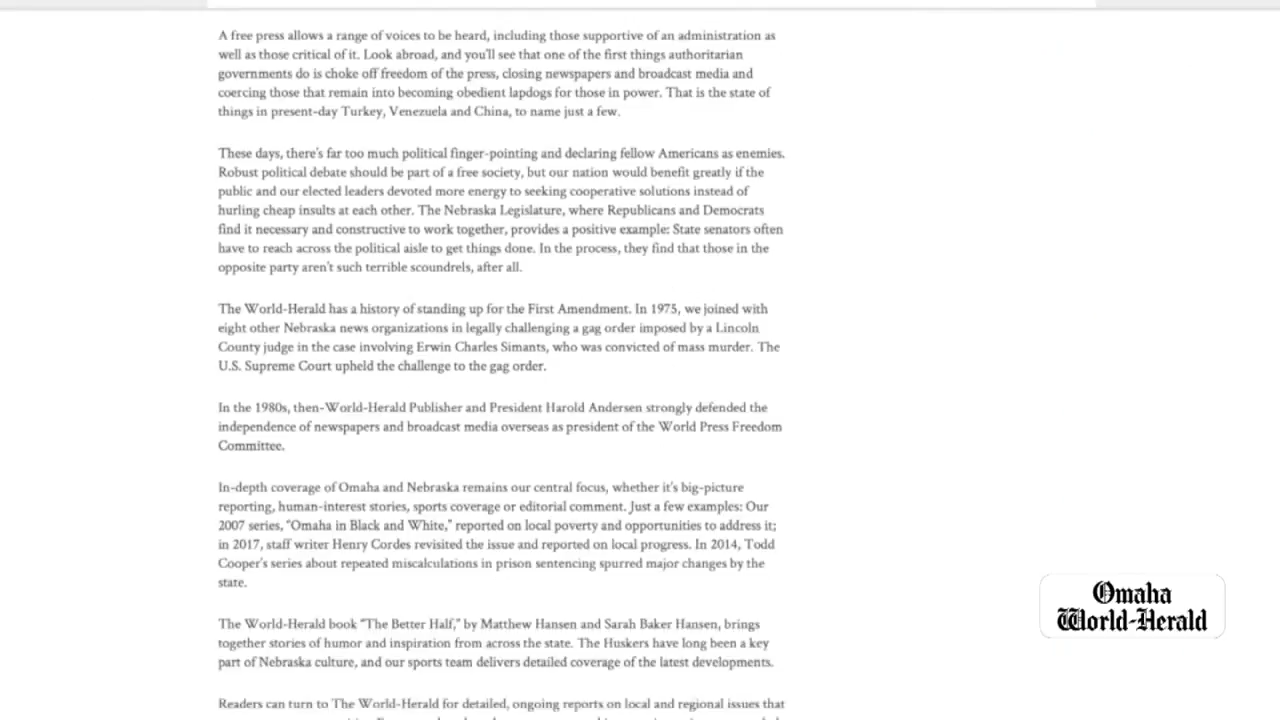 A free press allows a range of voices to be heard, including those supportive of an administration as
well as those critical of it. Look abroad, and you'll see that one of the first things authoritarian
governments do is choke off freedom of the press, closing newspapers and broadcast media and
coercing those that remain into becoming obedient lapdogs for those in power. That is the state of
things in present-day Turkey, Venezuela and China, to name just a few.
These days, there's far too much political finger-pointing and declaring fellow Americans as enemies.
Robust political debate should be part of a free society, but our nation would benefit greatly if the
public and our elected leaders devoted more energy to seeking cooperative solutions instead of
hurling cheap insults at each other. The Nebraska Legislature, where Republicans and Democrats
find it necessary and constructive to work together, provides a positive example: State senators often
have to reach across the political aisle to get things done. In the process, they find that those in the
opposite party aren't such terrible scoundrels, after all.
The World-Herald has a history of standing up for the First Amendment. In 1975, we joined with
eight other Nebraska news organizations in legally challenging a gag order imposed by a Lincoln
County judge in the case involving Erwin Charles Simants, who was convicted of mass murder. The
U.S. Supreme Court upheld the challenge to the gag order.
In the 1980s, then-World-Herald Publisher and President Harold Andersen strongly defended the
independence of newspapers and broadcast media overseas as president of the World Press Freedom
Committee.
In-depth coverage of Omaha and Nebraska remains our central focus, whether it's big-picture
reporting, human-interest stories, sports coverage or editorial comment. Just a few examples: Our
2007 series, "Omaha in Black and White," reported on local poverty and opportunities to address it;
in 2017, staff writer Henry Cordes revisited the issue and reported on local progress. In 2014, Todd
Cooper's series about repeated miscalculations in prison sentencing spurred major changes by the
state.
The World-Herald book "The Better Half," by Matthew Hansen and Sarah Baker Hansen, brings
together stories of humor and inspiration from across the state. The Huskers have long been a key
part of Nebraska culture, and our sports team delivers detailed coverage of the latest developments.
Readers can turn to The World-Herald for detailed, ongoing reports on local and regional issues that
Omaha
World-Herald